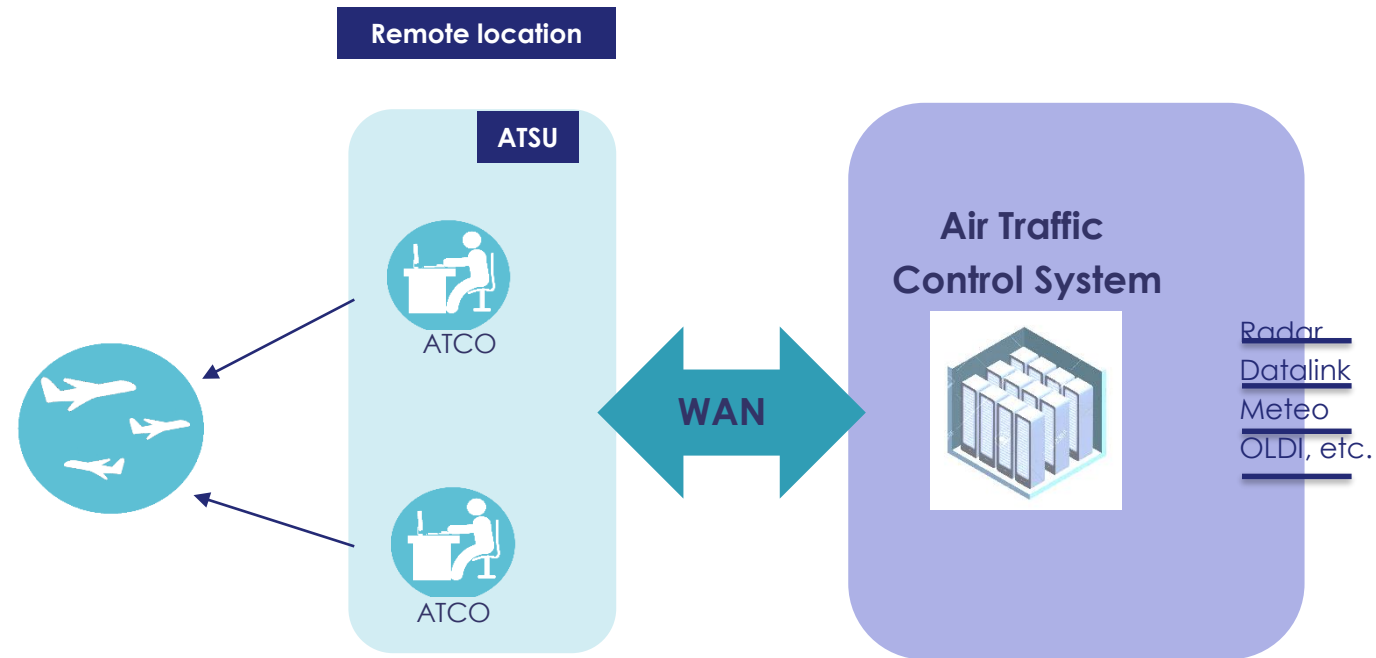 Remote location
ATSU
ATCO
ATCO
WAN
Air Traffic
Control System
Radar
Datalink
Meteo
OLDI, etc.